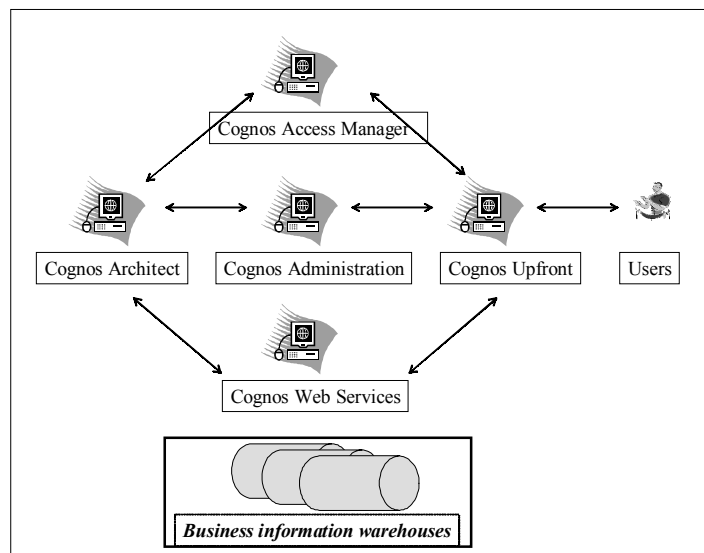 Cognos Access Manager
Cognos Architect
Cognos Administration
Cognos Upfront
Users
Cognos Web Services
Business information warehouses